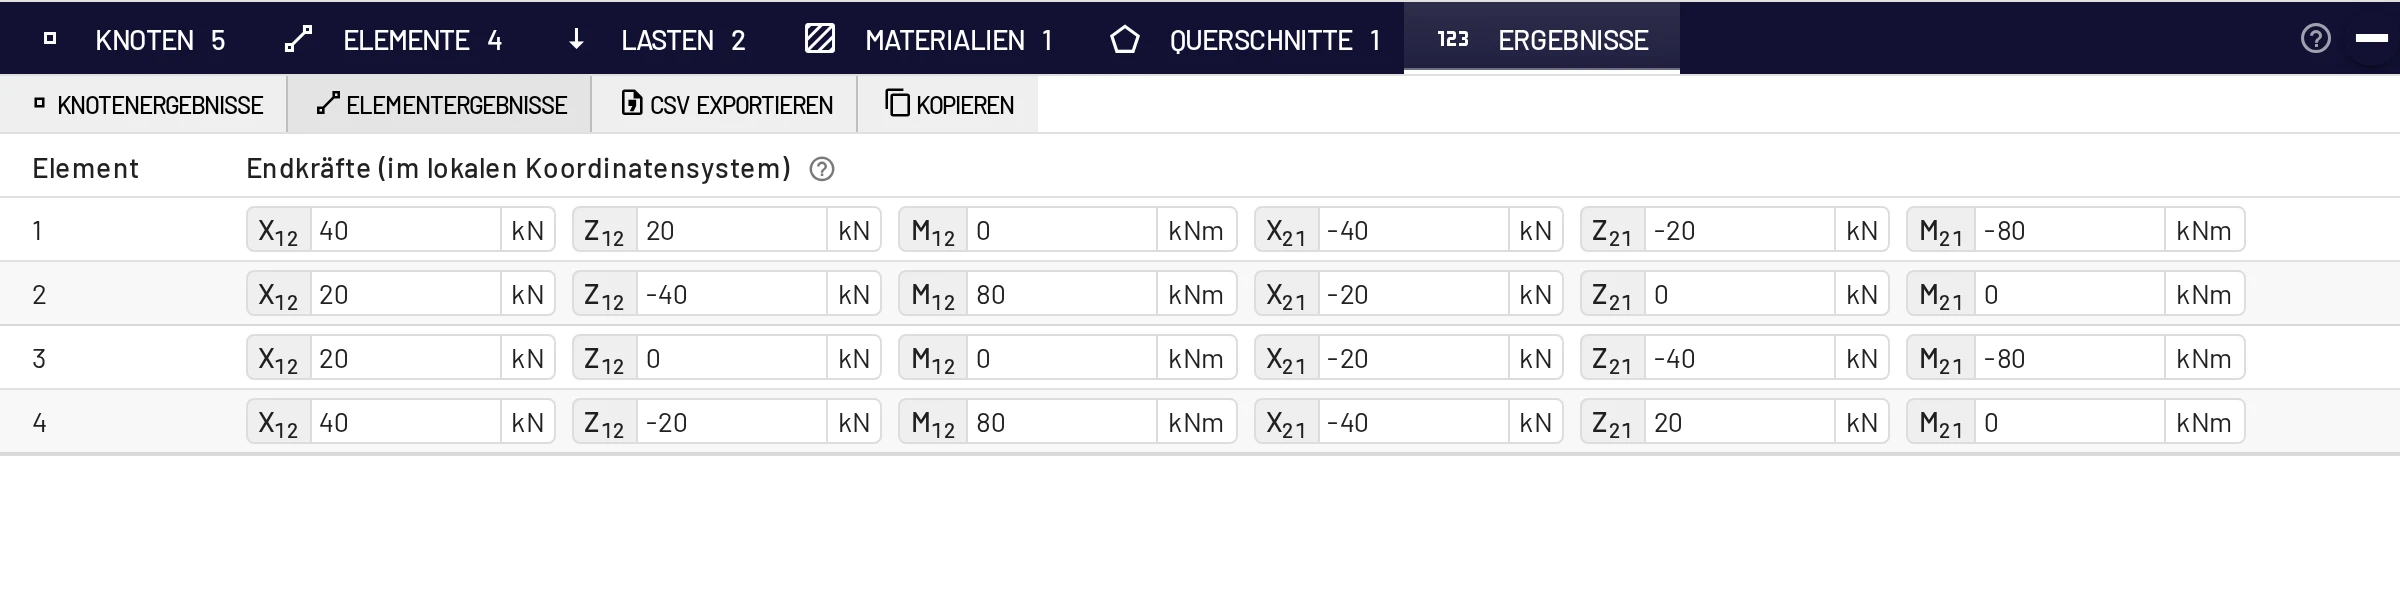 KNOTEN 5 ELEMENTE 4 LASTEN 2 MATERIALIEN 1 QUERSCHNITTE 1 123 ERGEBNISSE ?
KNOTENERGEBNISSE ELEMENTERGEBNISSE CSV EXPORTIEREN KOPIEREN
Element Endkräfte (im lokalen Koordinatensystem) ?
1 X12 40 kN Z12 20 kN M12 0 kNm X21 -40 kN Z21 -20 kN M21 -80 kNm
2 X12 20 kN Z12 -40 kN M12 80 kNm X21 -20 kN Z21 0 kN M21 0 kNm
3 X12 20 kN Z12 0 kN M12 0 kNm X21 -20 kN Z21 -40 kN M21 -80 kNm
4 X12 40 kN Z12 -20 kN M12 80 kNm X21 -40 kN Z21 20 kN M21 0 kNm